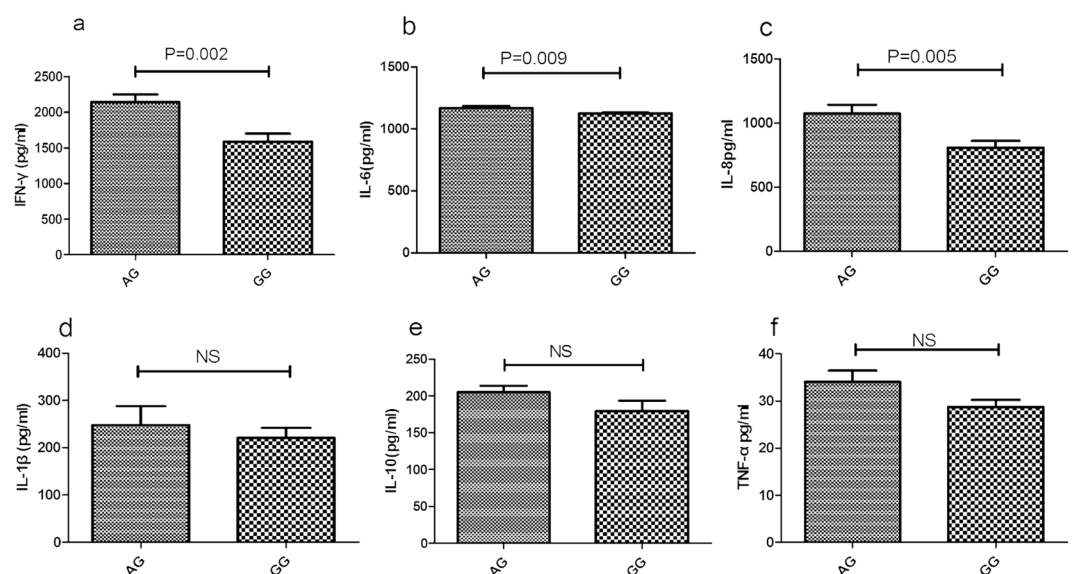 a
P=0.002
IFN-γ (pg/ml)
2500
2000
1500
1000
500
0
AG
GG
b
P=0.009
IL-6(pg/ml)
1500
1000
500
0
AG
GG
c
P=0.005
IL-8pg/ml)
1500
1000
500
0
AG
GG
d
NS
IL-1β (pg/ml)
400
300
200
100
0
AG
GG
e
NS
IL-10(pg/ml)
250
200
150
100
50
0
AG
GG
f
NS
TNF-α pg/ml)
40
30
20
10
0
AG
GG